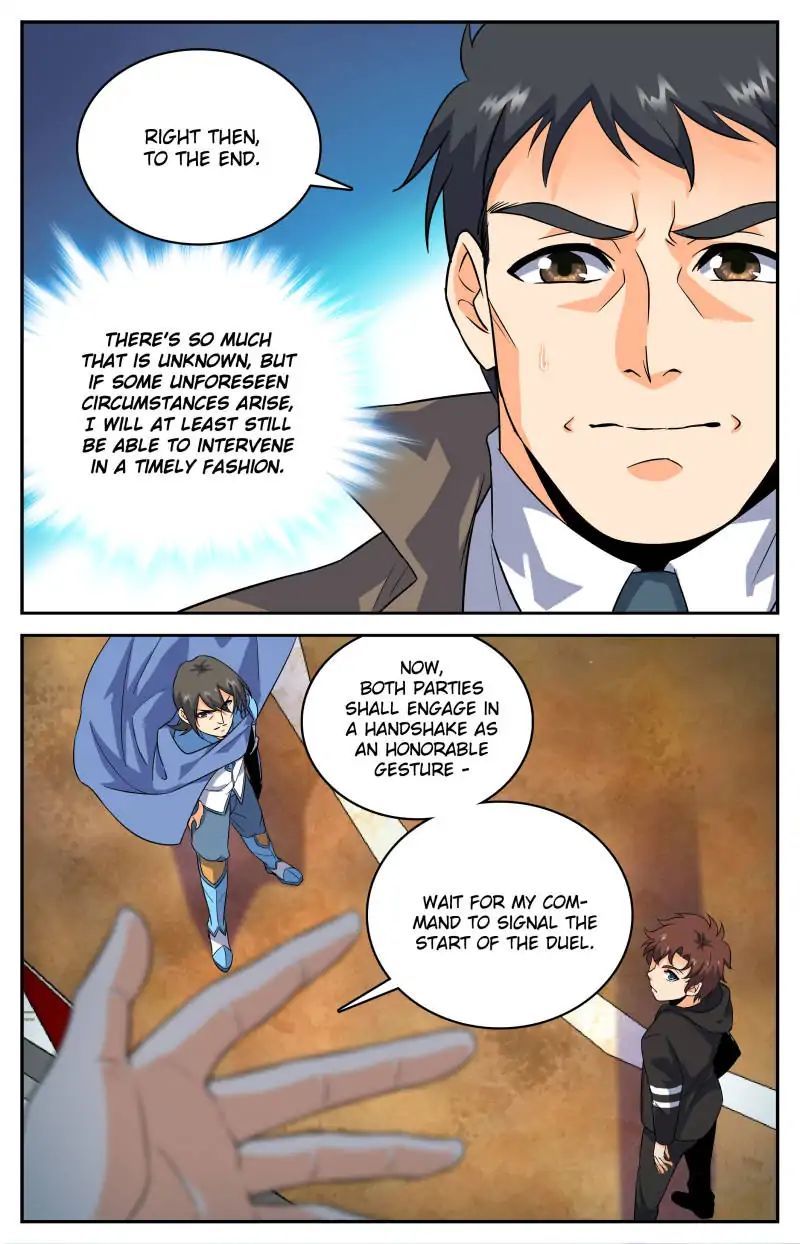 RIGHT THEN,
TO THE END.
THERE'S SO MUCH
THAT IS UNKNOWN, BUT
IF SOME UNFORESEEN
CIRCUMSTANCES ARISE,
I WILL AT LEAST STILL
BE ABLE TO INTERVENE
IN A TIMELY FASHION.
NOW,
BOTH PARTIES
SHALL ENGAGE IN
A HANDSHAKE AS
AN HONORABLE
GESTURE -
WAIT FOR MY COM-
MAND TO SIGNAL THE
START OF THE DUEL.